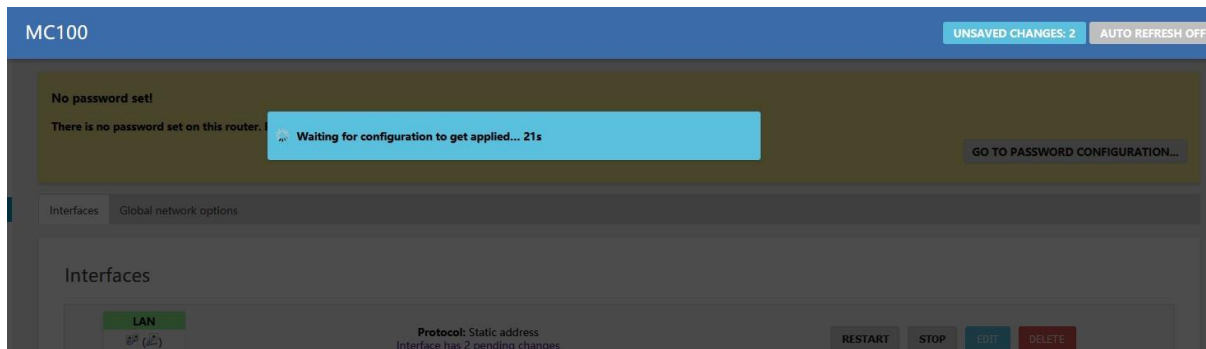 MC100
UNSAVED CHANGES: 2
AUTO REFRESH OFF
No password set!
There is no password set on this router.
Waiting for configuration to get applied... 21s
GO TO PASSWORD CONFIGURATION...
Interfaces
Global network options
Interfaces
LAN
Protocol: Static address
Interface has 2 pending changes
RESTART
STOP
EDIT
DELETE